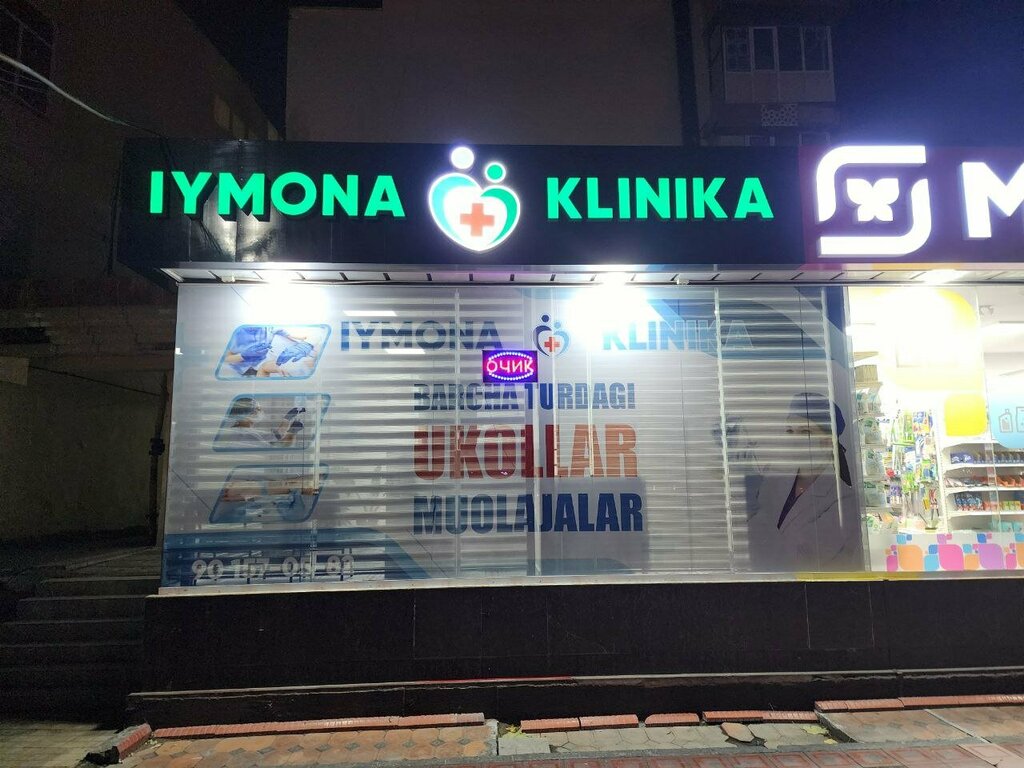 IYMONA KLINIKA
M
IYMONA KLINIKA
ОЧИК
BARCHA TURDAGI
UKOLLAR
MUOLAJALAR